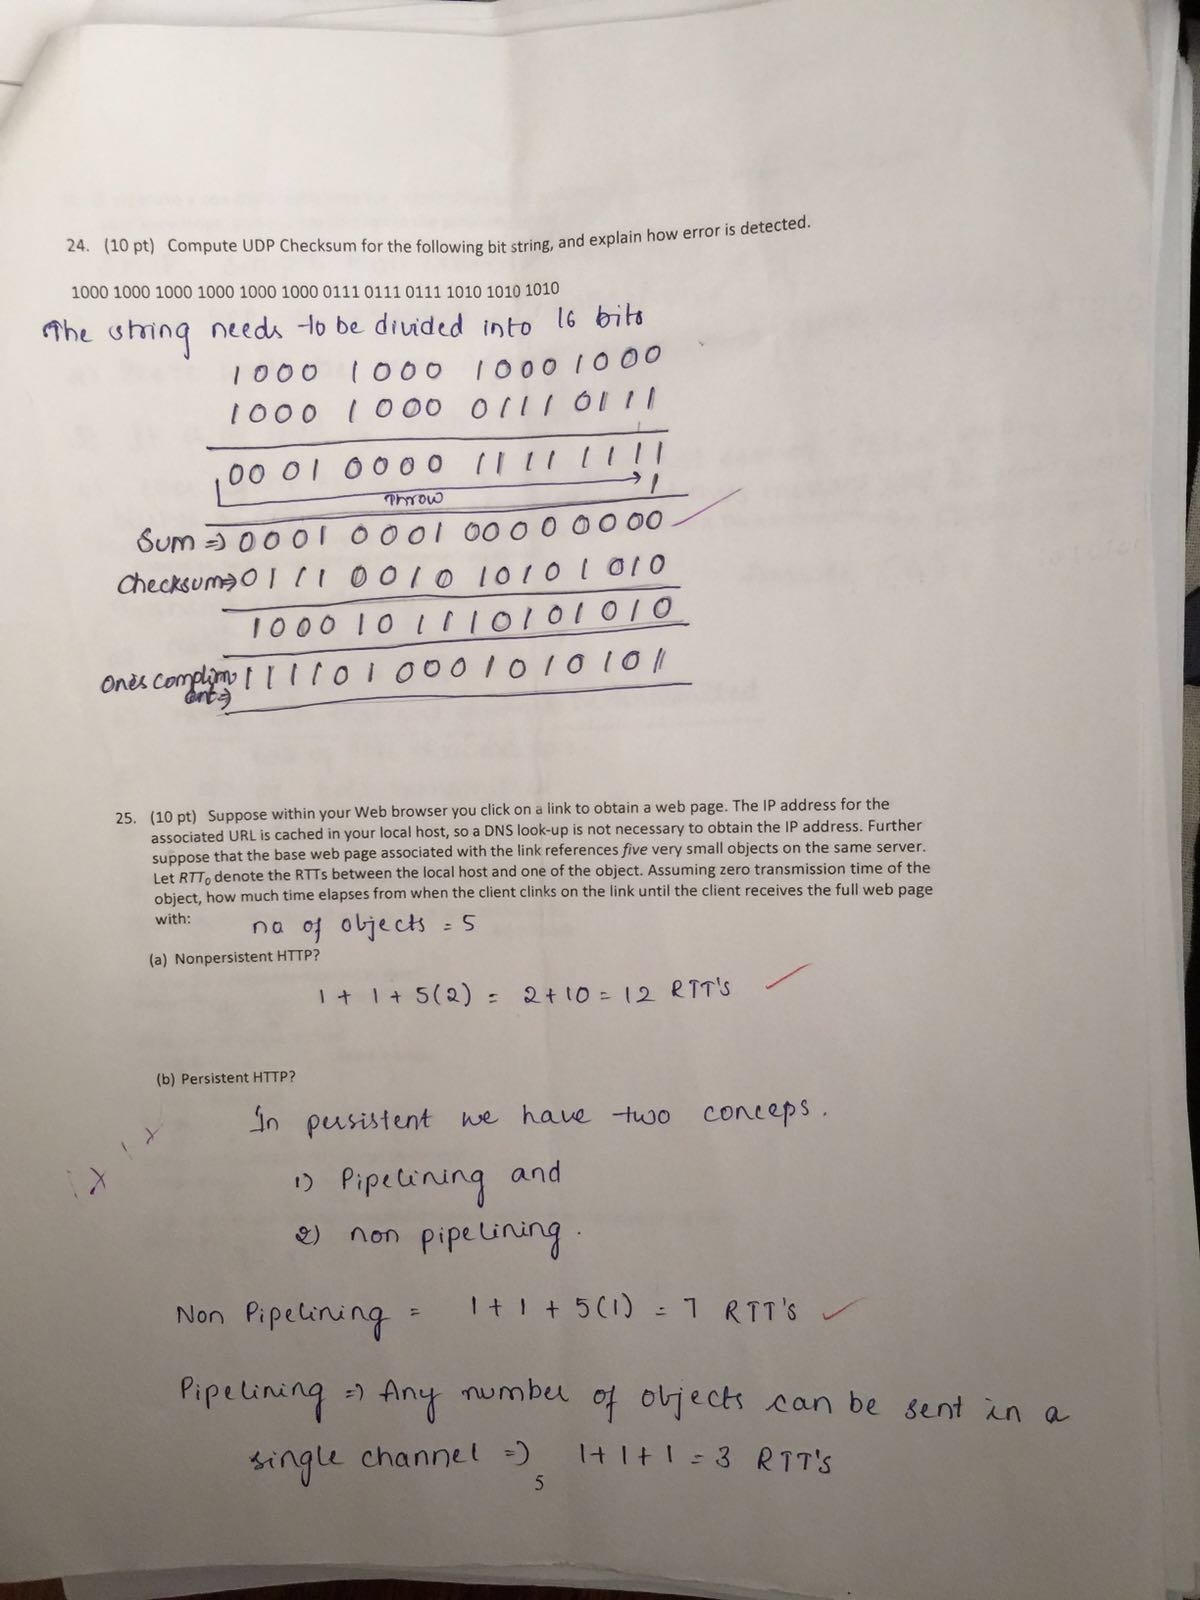 24. (10 pt) Compute UDP Checksum for the following bit string, and explain how error is detected.
1000 1000 1000 1000 1000 1000 0111 0111 0111 1010 1010 1010
The string needs to be divided into 16 bits
1000 1000 1000 1000
1000 1000 0111 0111
0001 0000 1111 1111
Throw 1
Sum => 0001 0001 0000 0000
Checksum => 0111 0010 1010 1010
1000 10 111 0101010
Ones complim 1111101 0001010101 11
ent =>
25. (10 pt) Suppose within your Web browser you click on a link to obtain a web page. The IP address for the
associated URL is cached in your local host, so a DNS look-up is not necessary to obtain the IP address. Further
suppose that the base web page associated with the link references five very small objects on the same server.
Let RTT₀ denote the RTTs between the local host and one of the object. Assuming zero transmission time of the
object, how much time elapses from when the client clinks on the link until the client receives the full web page
with:
no of objects = 5
(a) Nonpersistent HTTP?
1 + 1 + 5(2) = 2+10 = 12 RTT's ✓
(b) Persistent HTTP?
In persistent we have two conceps.
1) Pipelining and
2) non pipelining.
Non Pipelining = 1 + 1 + 5(1) = 7 RTT's ✓
Pipelining => Any number of objects can be sent in a
single channel => 1+1+1 = 3 RTT's
5